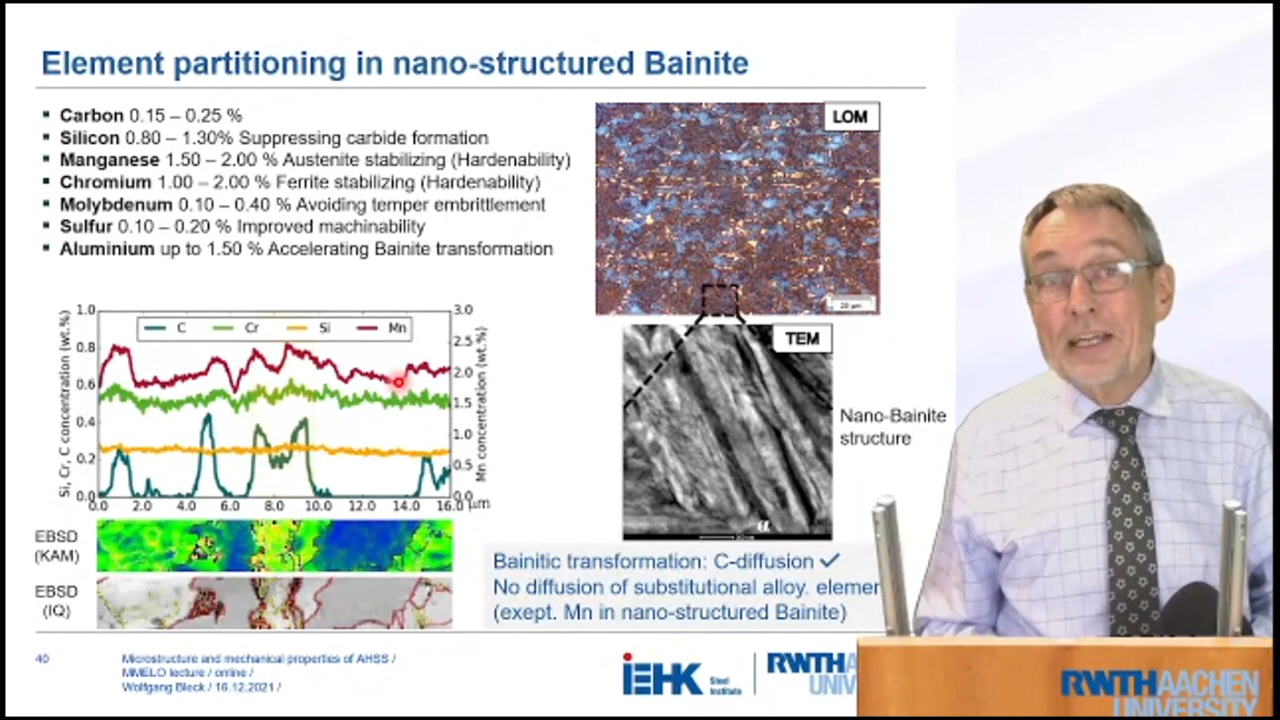 Element partitioning in nano-structured Bainite
Carbon 0.15 – 0.25 %
Silicon 0.80 – 1.30% Suppressing carbide formation
Manganese 1.50 – 2.00 % Austenite stabilizing (Hardenability)
Chromium 1.00 – 2.00 % Ferrite stabilizing (Hardenability)
Molybdenum 0.10 – 0.40 % Avoiding temper embrittlement
Sulfur 0.10 – 0.20 % Improved machinability
Aluminium up to 1.50 % Accelerating Bainite transformation
LOM
20 µm
TEM
Nano-Bainite
structure
C Cr Si Mn
Si, Cr, C concentration (wt.%)
1.0
0.8
0.6
0.4
0.2
0.0
Mn concentration (wt.%)
3.0
2.5
2.0
1.5
1.0
0.5
0.0
0.0 2.0 4.0 6.0 8.0 10.0 12.0 14.0 16.0 µm
EBSD
(KAM)
EBSD
(IQ)
Bainitic transformation: C-diffusion ✓
No diffusion of substitutional alloy. elemer
(exept. Mn in nano-structured Bainite)
40
Microstructure and mechanical properties of AHSS /
MMELO lecture / online /
Wolfgang Bleck / 16.12.2021 /
iEHK Steel
Institute
RWTHA
UNIV
RWTHAACHEN
UNIVERSITY